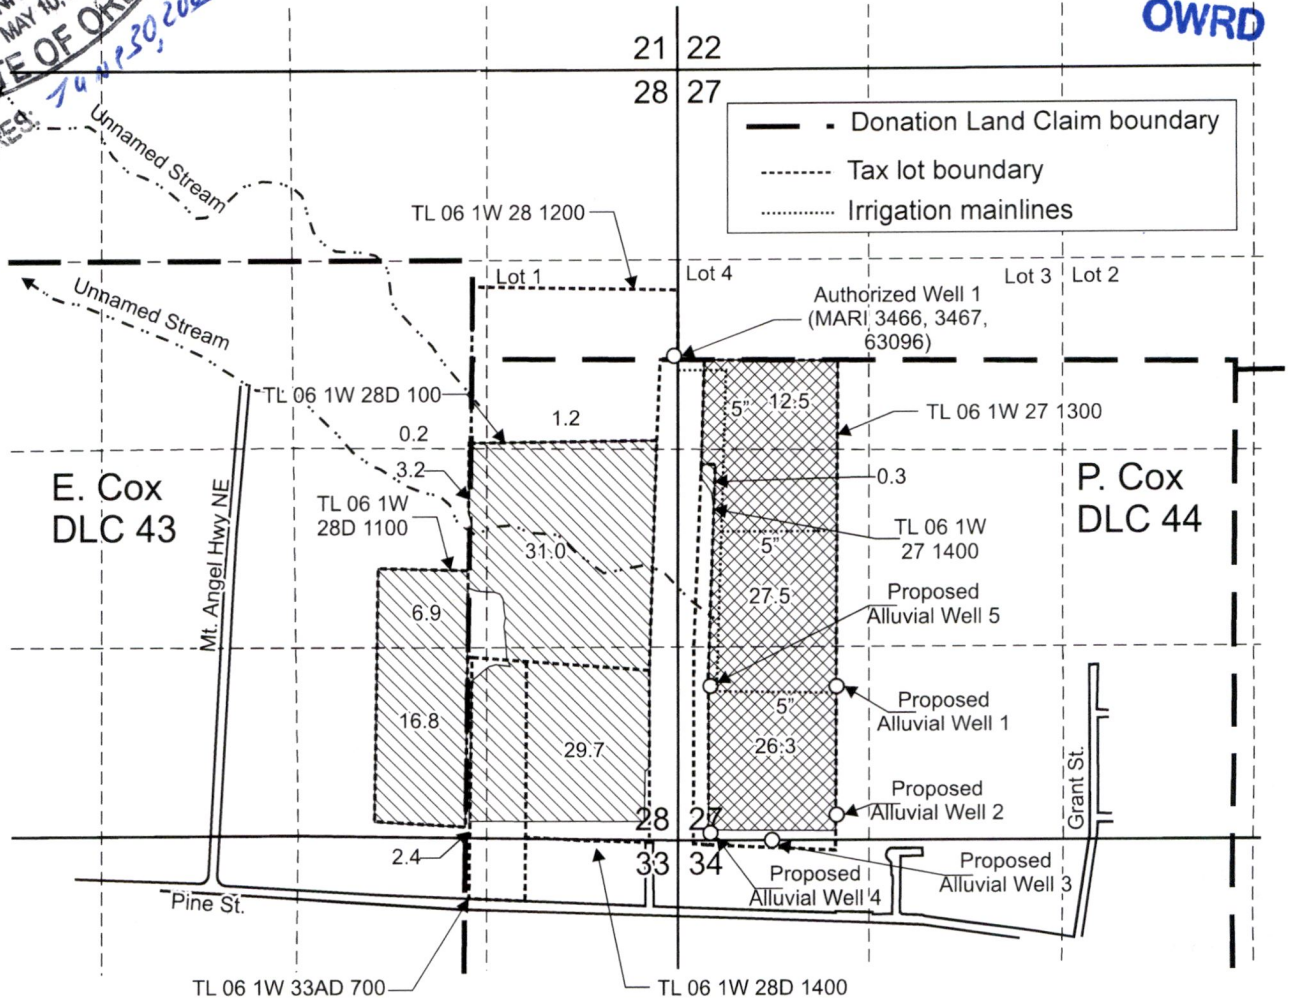 MAY 10,
OWRD
TE OF OR
21 22
28 27
Donation Land Claim boundary
Tax lot boundary
Irrigation mainlines
Unnamed Stream
TL 06 1W 28 1200
Lot 1
Lot 4
Lot 3
Lot 2
Unnamed Stream
Authorized Well 1
(MARI 3466, 3467,
63096)
TL 06 1W 28D 100
1.2
5"
12.5
TL 06 1W 27 1300
0.2
3.2
0.3
E. Cox
DLC 43
P. Cox
DLC 44
TL 06 1W
28D 1100
TL 06 1W
27 1400
31.0
5"
27.5
Mt. Angel Hwy NE
6.9
Proposed
Alluvial Well 5
16.8
29.7
5"
26.3
Proposed
Alluvial Well 1
Grant St.
Proposed
Alluvial Well 2
28 27
33 34
2.4
Proposed
Alluvial Well 4
Proposed
Alluvial Well 3
Pine St.
TL 06 1W 33AD 700
TL 06 1W 28D 1400